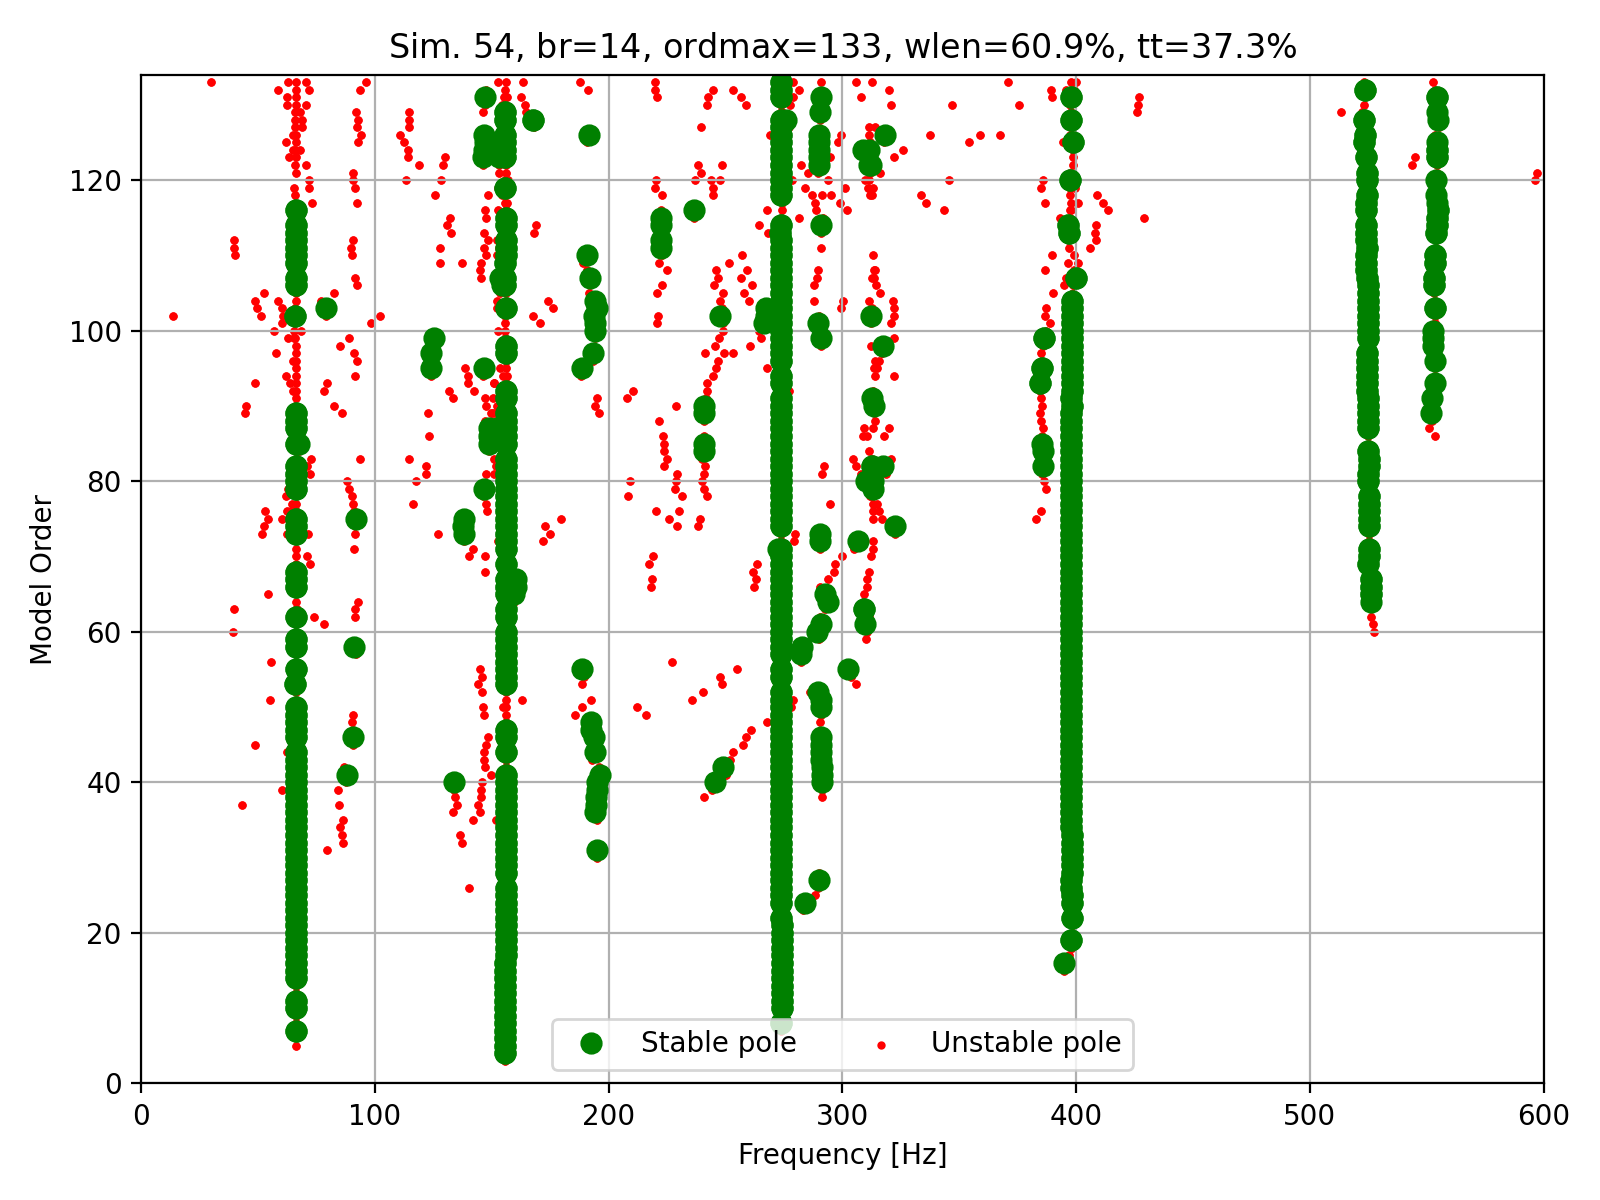 Sim. 54, br=14, ordmax=133, wlen=60.9%, tt=37.3%
120
100
80
60
40
20
0
Model Order
Stable pole
Unstable pole
0
100
200
300
400
500
600
Frequency [Hz]